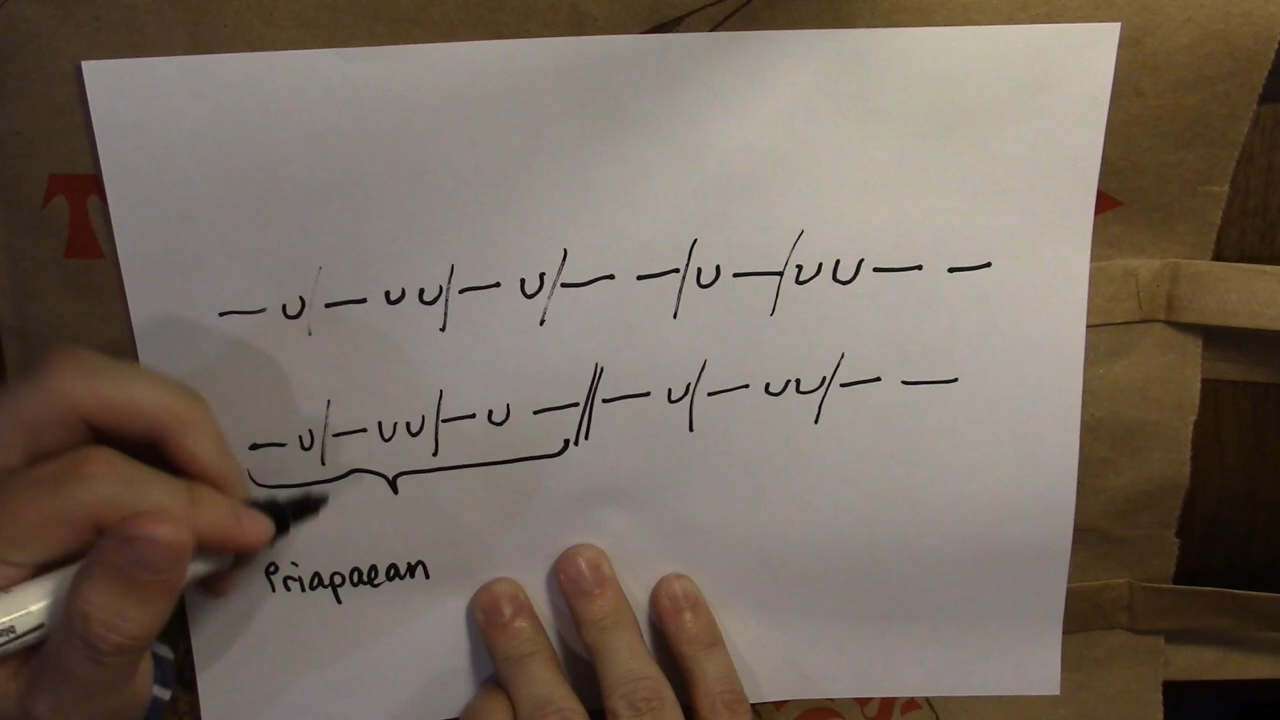 — ∪ / — ∪ ∪ / — ∪ / — — / ∪ — / ∪ ∪ — —
— ∪ / — ∪ ∪ / — ∪ — // — ∪ / — ∪ ∪ / — —
Priapaean